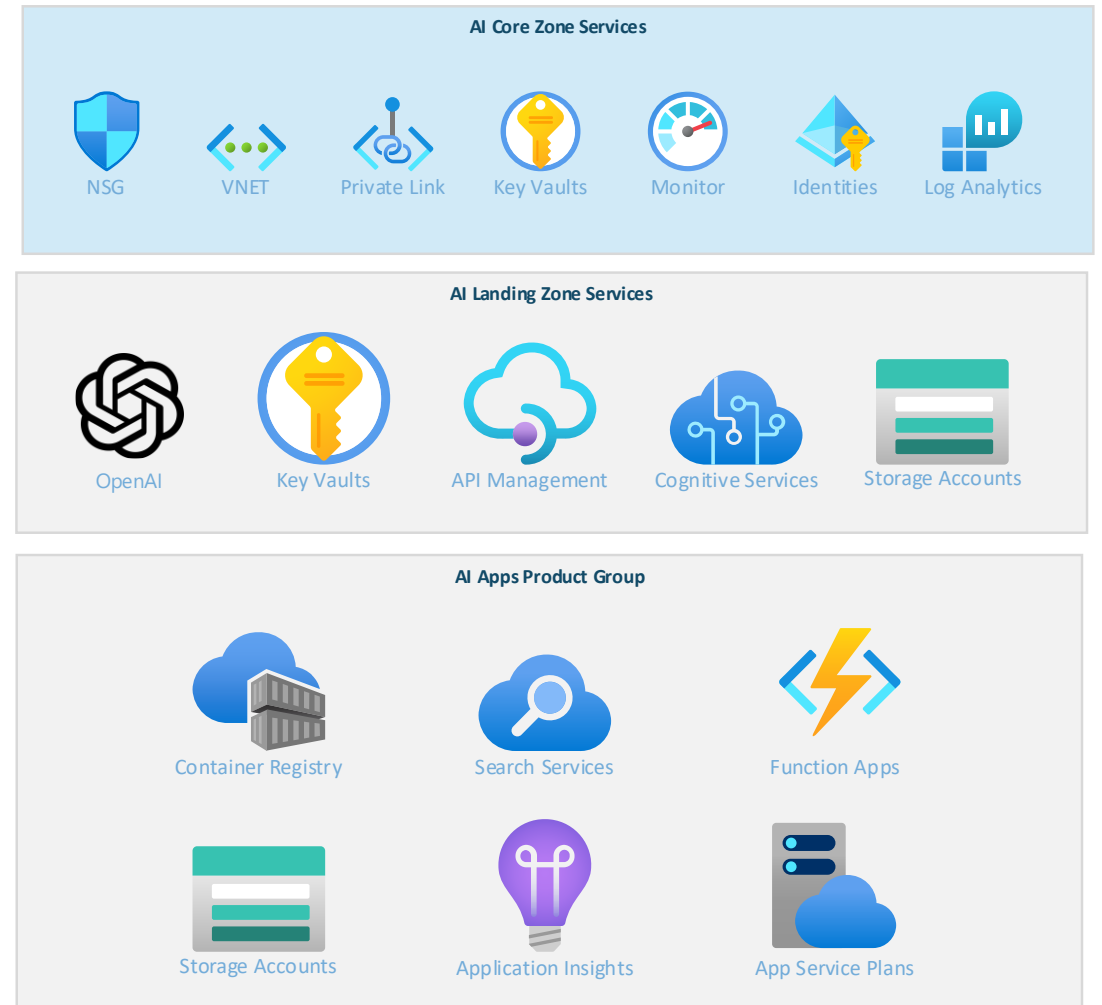 AI Core Zone Services
NSG
VNET
Private Link
Key Vaults
Monitor
Identities
Log Analytics
AI Landing Zone Services
OpenAI
Key Vaults
API Management
Cognitive Services
Storage Accounts
AI Apps Product Group
Container Registry
Search Services
Function Apps
Storage Accounts
Application Insights
App Service Plans